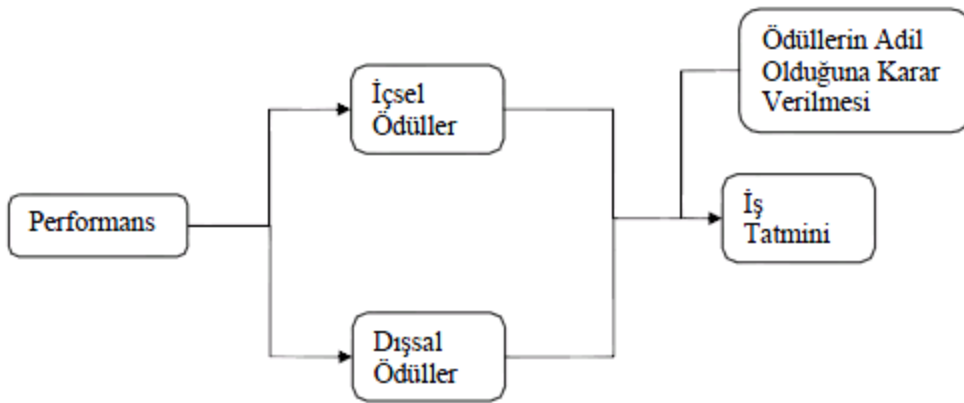 Performans
İçsel
Ödüller
Dışsal
Ödüller
Ödüllerin Adil
Olduğuna Karar
Verilmesi
İş
Tatmini